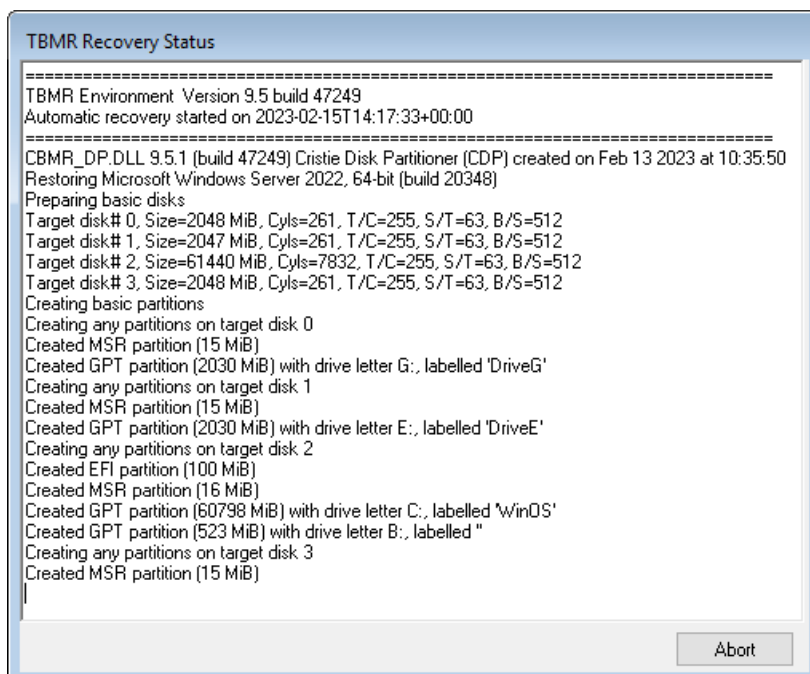 TBMR Recovery Status
==============================================================================
TBMR Environment  Version 9.5 build 47249
Automatic recovery started on 2023-02-15T14:17:33+00:00
==============================================================================
CBMR_DP.DLL 9.5.1 (build 47249) Cristie Disk Partitioner (CDP) created on Feb 13 2023 at 10:35:50
Restoring Microsoft Windows Server 2022, 64-bit (build 20348)
Preparing basic disks
Target disk# 0, Size=2048 MiB, Cyls=261, T/C=255, S/T=63, B/S=512
Target disk# 1, Size=2047 MiB, Cyls=261, T/C=255, S/T=63, B/S=512
Target disk# 2, Size=61440 MiB, Cyls=7832, T/C=255, S/T=63, B/S=512
Target disk# 3, Size=2048 MiB, Cyls=261, T/C=255, S/T=63, B/S=512
Creating basic partitions
Creating any partitions on target disk 0
Created MSR partition (15 MiB)
Created GPT partition (2030 MiB) with drive letter G:, labelled 'DriveG'
Creating any partitions on target disk 1
Created MSR partition (15 MiB)
Created GPT partition (2030 MiB) with drive letter E:, labelled 'DriveE'
Creating any partitions on target disk 2
Created EFI partition (100 MiB)
Created MSR partition (16 MiB)
Created GPT partition (60798 MiB) with drive letter C:, labelled 'WinOS'
Created GPT partition (523 MiB) with drive letter B:, labelled ''
Creating any partitions on target disk 3
Created MSR partition (15 MiB)
Abort